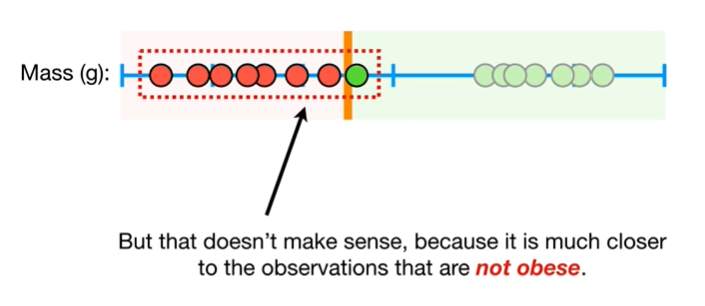 Mass (g):
But that doesn't make sense, because it is much closer
to the observations that are not obese.